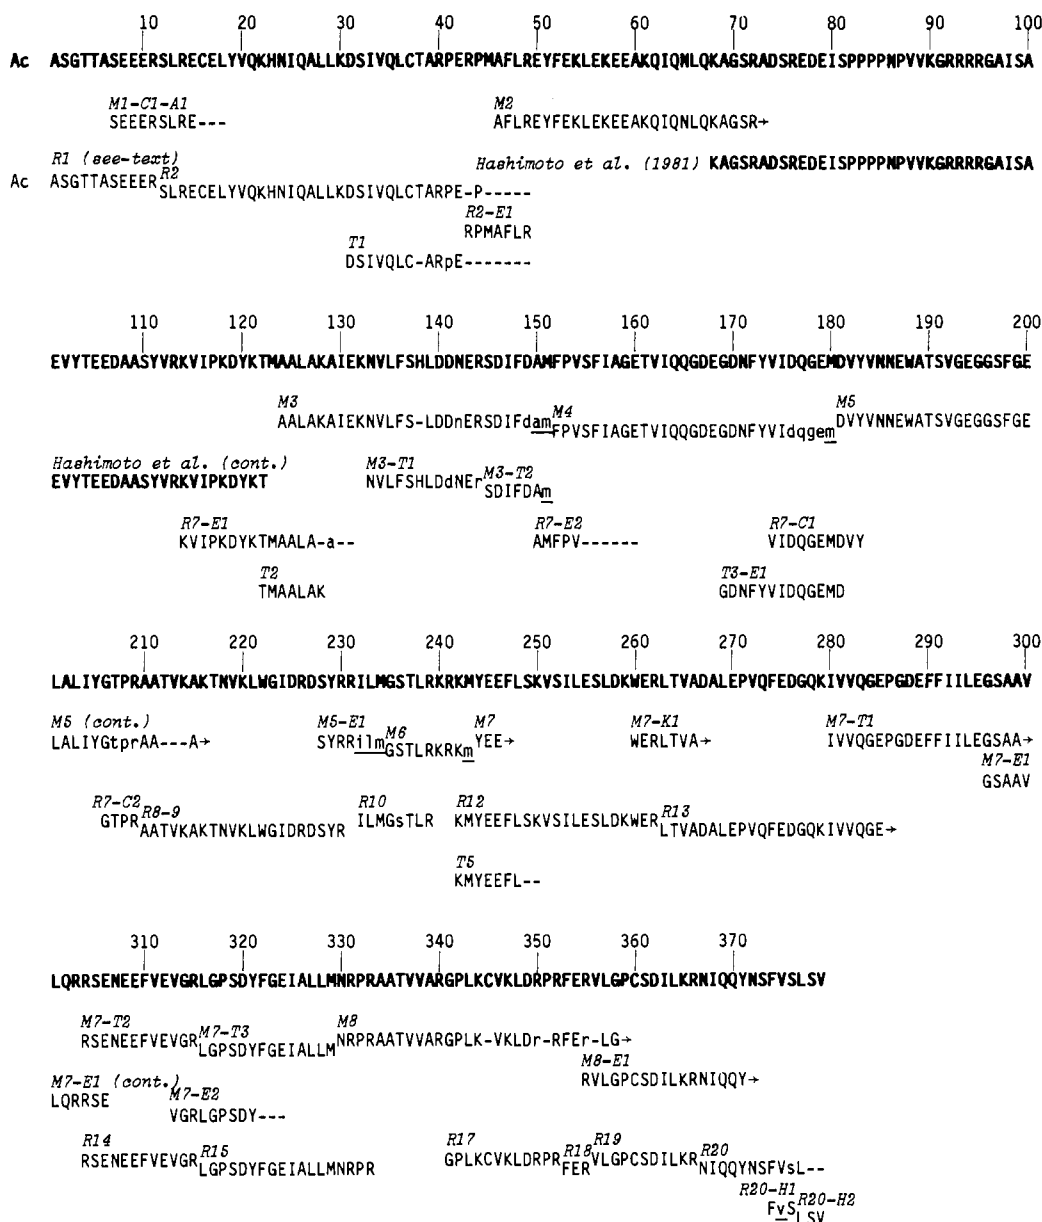 10 20 30 40 50 60 70 80 90 100
Ac ASGTTASEEERSLRECELYVQKHNIQALLKDSIVQLCTARPERPMAFLREYFEKLEKEEAKQIQNLQKAGSRADSREDEISPPPPNPVVKGRRRRGAISA
M1-C1-A1 M2
SEEERSLRE--- AFLREYFEKLEKEEAKQIQNLQKAGSR→
R1 (see-text) Hashimoto et al. (1981) KAGSRADSREDEISPPPPNPVVKGRRRRGAISA
Ac ASGTTASEEER R2 SLRECELYVQKHNIQALLKDSIVQLCTARPE-P-----
R2-E1
RPMAFLR
T1
DSIVQLC-ARpE-------
110 120 130 140 150 160 170 180 190 200
EVYTEEDAASYVRKVIPKDYKTMAALAKAIEKNVLFSHLDDNERSDIFDAMFPVSFIAGETVIQQGDEGDNFYVIDQGEMDVYVNNEWATSVGEGGSFGE
M3 M4 M5
AALAKAIEKNVLFS-LDDnERSDIFdam FPVSFIAGETVIQQGDEGDNFYVIdqgem DVYVNNEWATSVGEGGSFGE
Hashimoto et al. (cont.) M3-T1 M3-T2
EVYTEEDAASYVRKVIPKDYKT NVLFSHLDdNEr SDIFDAm
R7-E1 R7-E2 R7-C1
KVIPKDYKTMAALA-a-- AMFPV------ VIDQGEMDVY
T2 T3-E1
TMAALAK GDNFYVIDQGEMD
210 220 230 240 250 260 270 280 290 300
LALIYGTPRAATVKAKTNVKLWGIDRDSYRRILMGSTLRKRKMYEEFLSKVSILESLDKWERLTVADALEPVQFEDGQKIVVQGEPGDEFFIILEGSAAV
M5 (cont.) M5-E1 M6 M7 M7-K1 M7-T1
LALIYGtprAA---A→ SYRRilm GSTLRKRKm YEE→ WERLTVA→ IVVQGEPGDEFFIILEGSAA→
M7-E1
GSAAV
R7-C2 R8-9 R10 R12 R13
GTPR AATVKAKTNVKLWGIDRDSYR ILMGsTLR KMYEEFLSKVSILESLDKWER LTVADALEPVQFEDGQKIVVQGE→
T5
KMYEEFL--
310 320 330 340 350 360 370
LQRRSENEEFVEVGRLGPSDYFGEIALLMNRPRAATVVARGPLKCVKLDRPRFERVLGPCSDILKRNIQQYNSFVSLSV
M7-T2 M7-T3 M8
RSENEEFVEVGR LGPSDYFGEIALLM NRPRAATVVARGPLK-VKLDr-RFEr-LG→
M8-E1
RVLGPCSDILKRNIQQY→
M7-E1 (cont.) M7-E2
LQRRSE VGRLGPSDY---
R14 R15 R17 R18 R19 R20
RSENEEFVEVGR LGPSDYFGEIALLMNRPR GPLKCVKLDRPR FER VLGPCSDILKR NIQQYNSFVsL--
R20-H1 R20-H2
FvS LSV